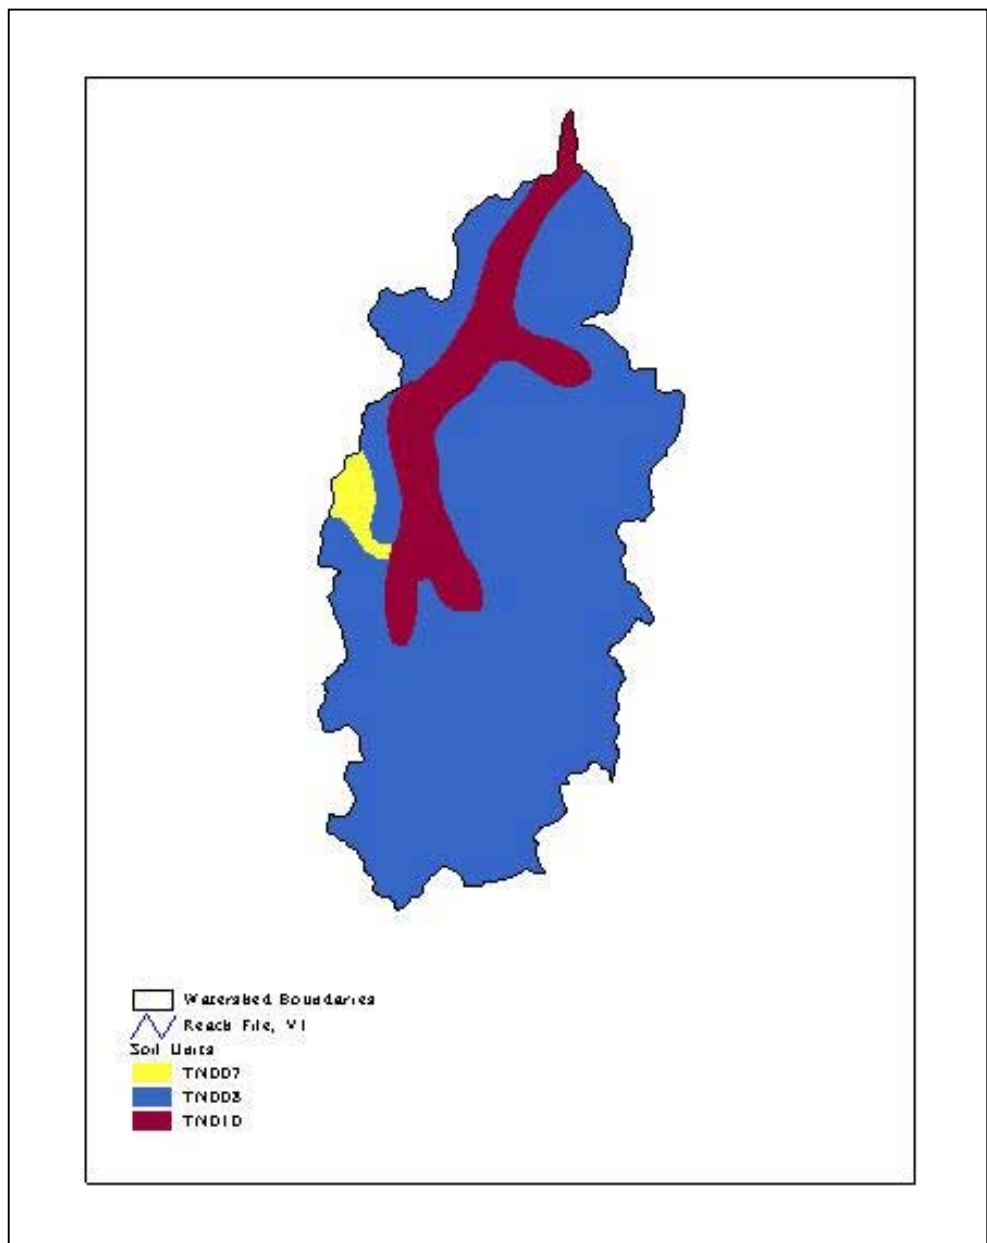 Watershed Boundaries
Reach File, V1
Soil Units
TN007
TN008
TN010